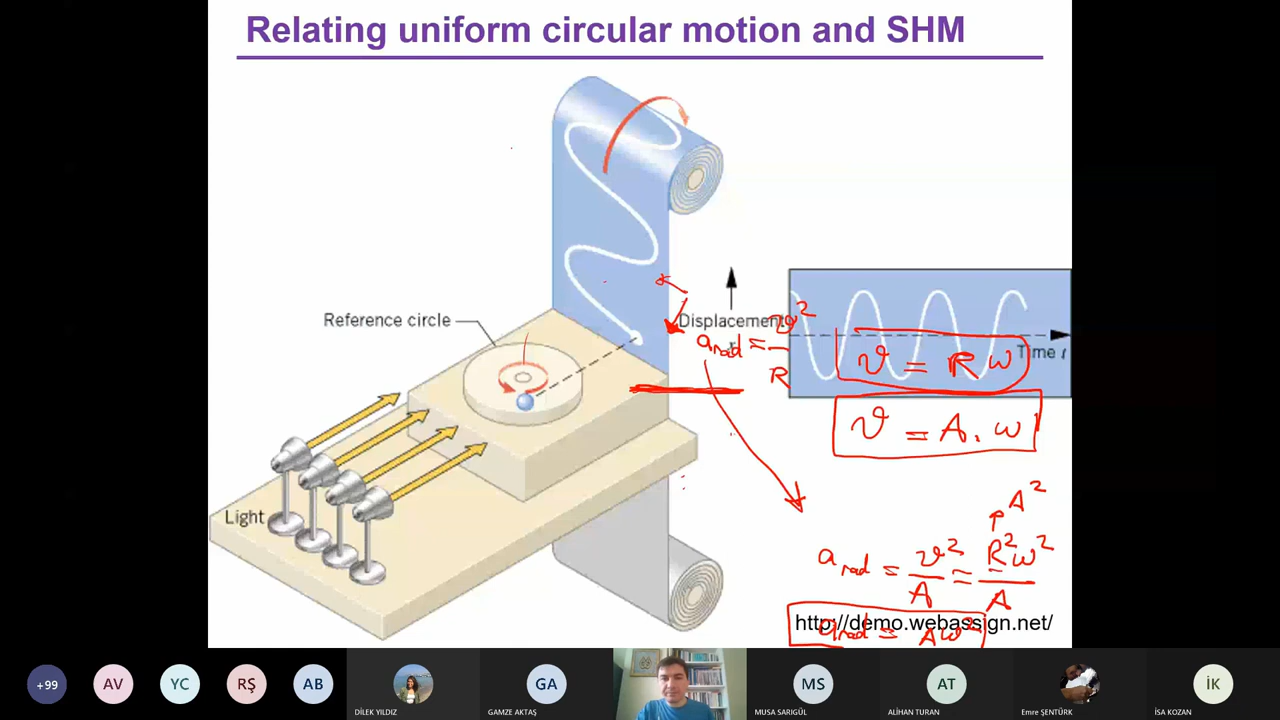 Relating uniform circular motion and SHM
Reference circle
Displacement
Time t
Light
a_rad = v²/R
v = Rω
v = A.ω
A²
a_rad = v²/A = R²ω²/A
http://demo.webassign.net/
a_rad = Aω²
+99
AV
YC
RŞ
AB
DİLEK YILDIZ
GA
GAMZE AKTAŞ
MS
MUSA SARIGÜL
AT
ALİHAN TURAN
Emre ŞENTÜRK
İK
İSA KOZAN